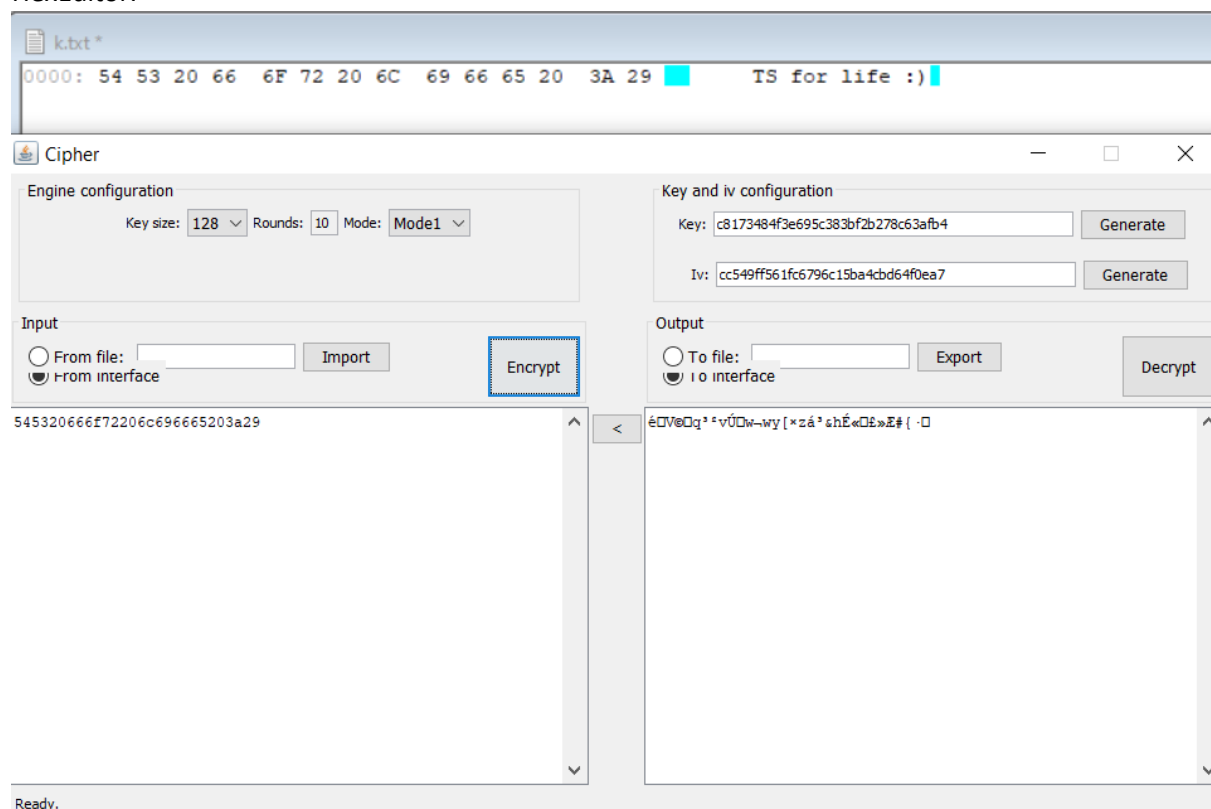 k.txt *
0000: 54 53 20 66 6F 72 20 6C 69 66 65 20 3A 29 TS for life :)
Cipher
Engine configuration
Key size: 128 Rounds: 10 Mode: Mode1
Key and iv configuration
Key: c8173484f3e695c383bf2b278c63afb4 Generate
Iv: cc549ff561fc6796c15ba4cbd64f0ea7 Generate
Input
From file: Import
From interface
Encrypt
Output
To file: Export
To interface
Decrypt
545320666f72206c696665203a29
<
Ready.